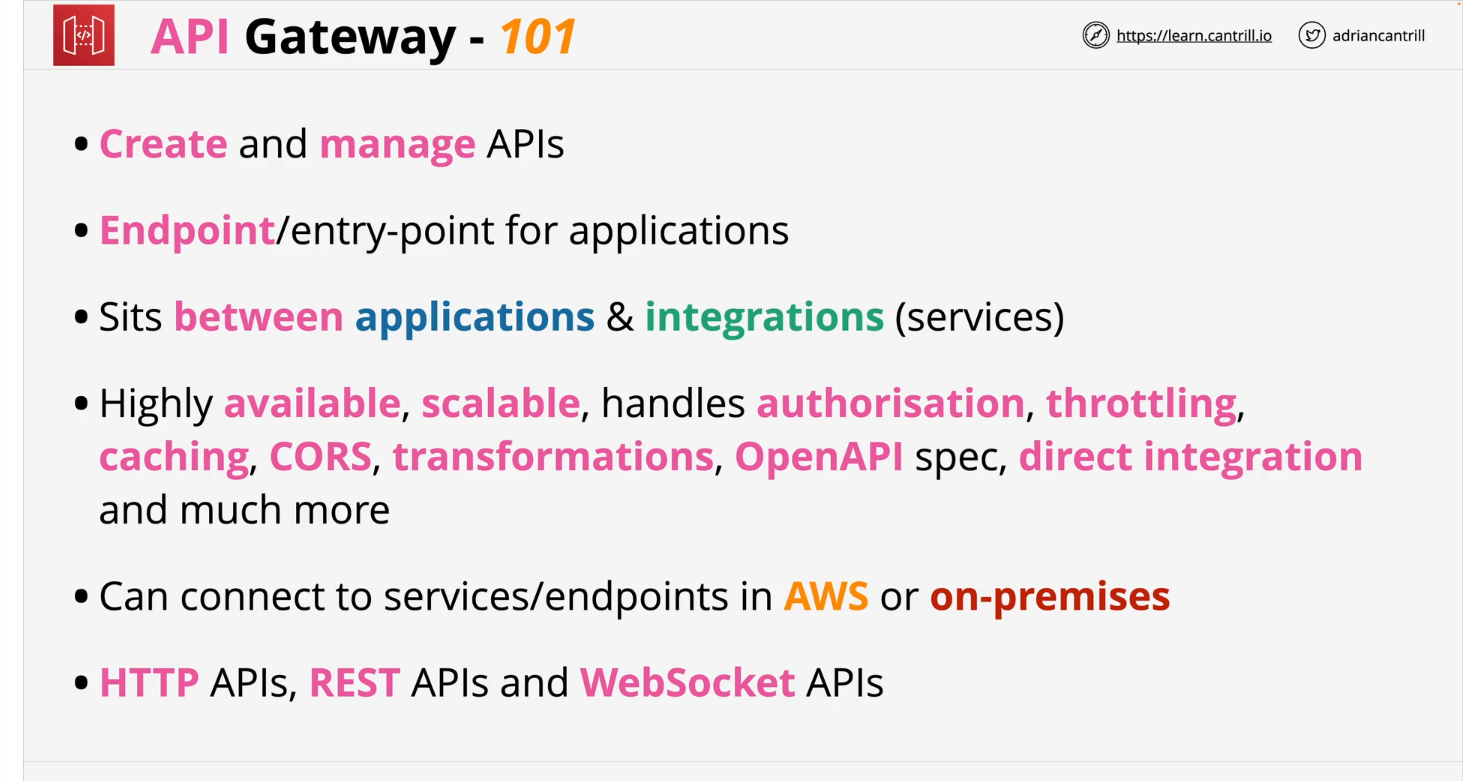 API Gateway - 101
https://learn.cantrill.io
adriancantrill
• Create and manage APIs
• Endpoint/entry-point for applications
• Sits between applications & integrations (services)
• Highly available, scalable, handles authorisation, throttling,
caching, CORS, transformations, OpenAPI spec, direct integration
and much more
• Can connect to services/endpoints in AWS or on-premises
• HTTP APIs, REST APIs and WebSocket APIs